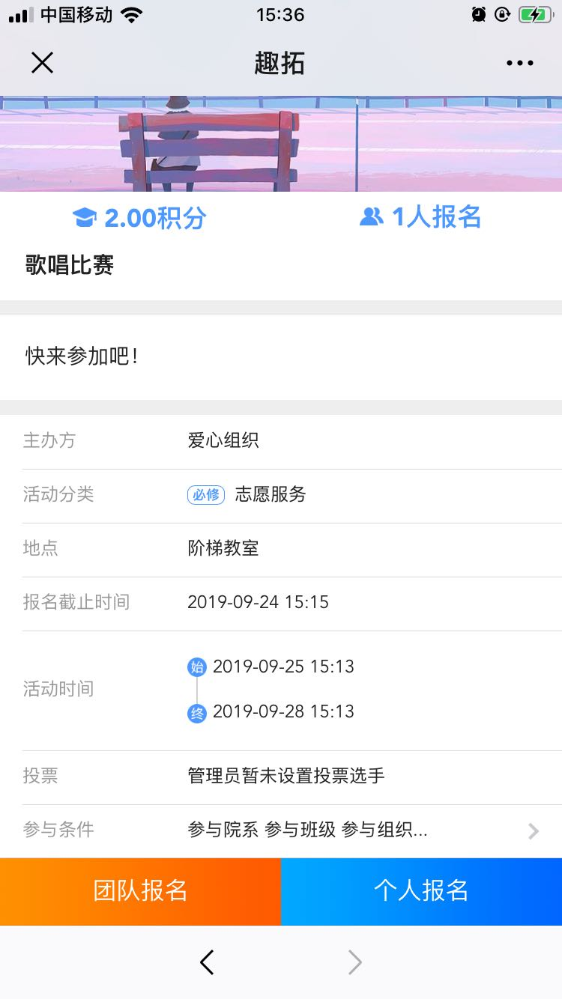 中国移动 15:36
趣拓
2.00积分 1人报名
歌唱比赛
快来参加吧！
主办方 爱心组织
活动分类 必修 志愿服务
地点 阶梯教室
报名截止时间 2019-09-24 15:15
始 2019-09-25 15:13
活动时间
终 2019-09-28 15:13
投票 管理员暂未设置投票选手
参与条件 参与院系 参与班级 参与组织...
团队报名 个人报名